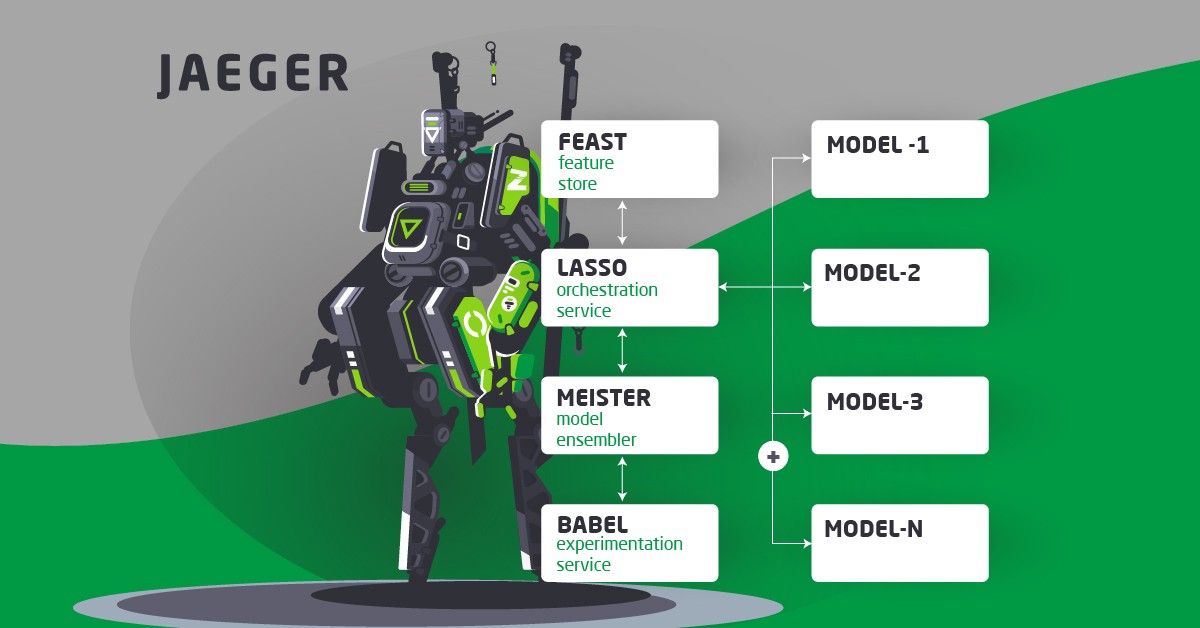 JAEGER
FEAST
feature
store
LASSO
orchestration
service
MEISTER
model
ensembler
BABEL
experimentation
service
MODEL -1
MODEL-2
MODEL-3
+
MODEL-N
N